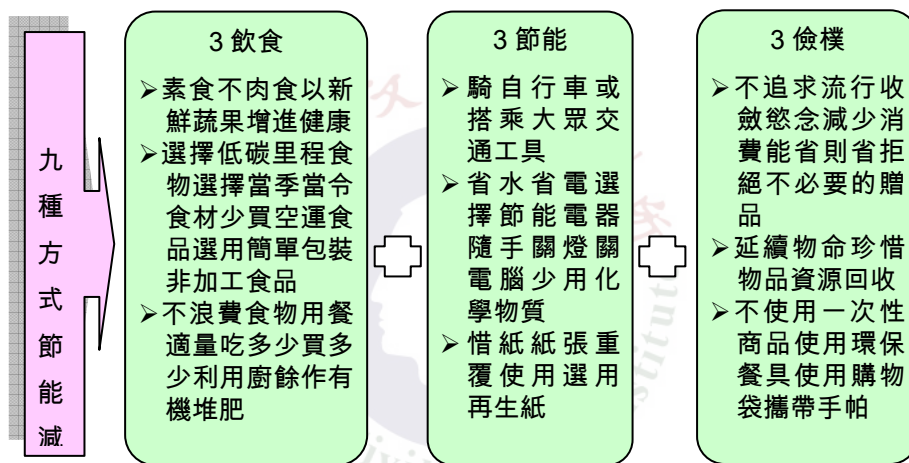 九種方式節能減
3 飲食
➢素食不肉食以新
鮮蔬果增進健康
➢選擇低碳里程食
物選擇當季當令
食材少買空運食
品選用簡單包裝
非加工食品
➢不浪費食物用餐
適量吃多少買多
少利用廚餘作有
機堆肥
3 節能
➢騎自行車或
搭乘大眾交
通工具
➢省水省電選
擇節能電器
隨手關燈關
電腦少用化
學物質
➢惜紙紙張重
覆使用選用
再生紙
3 儉樸
➢不追求流行收
斂慾念減少消
費能省則省拒
絕不必要的贈
品
➢延續物命珍惜
物品資源回收
➢不使用一次性
商品使用環保
餐具使用購物
袋攜帶手帕